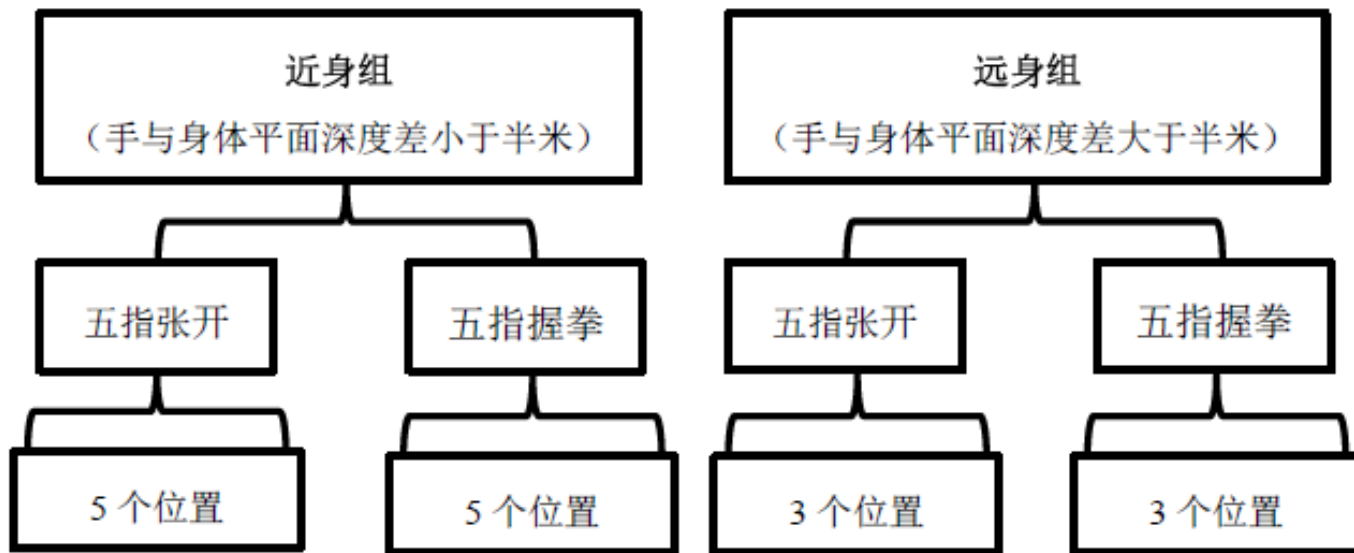 近身组
（手与身体平面深度差小于半米）
远身组
（手与身体平面深度差大于半米）
五指张开
五指握拳
五指张开
五指握拳
5 个位置
5 个位置
3 个位置
3 个位置